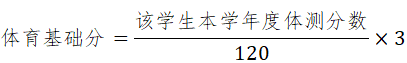 体育基础分 = 该学生本学年度体测分数 / 120 × 3